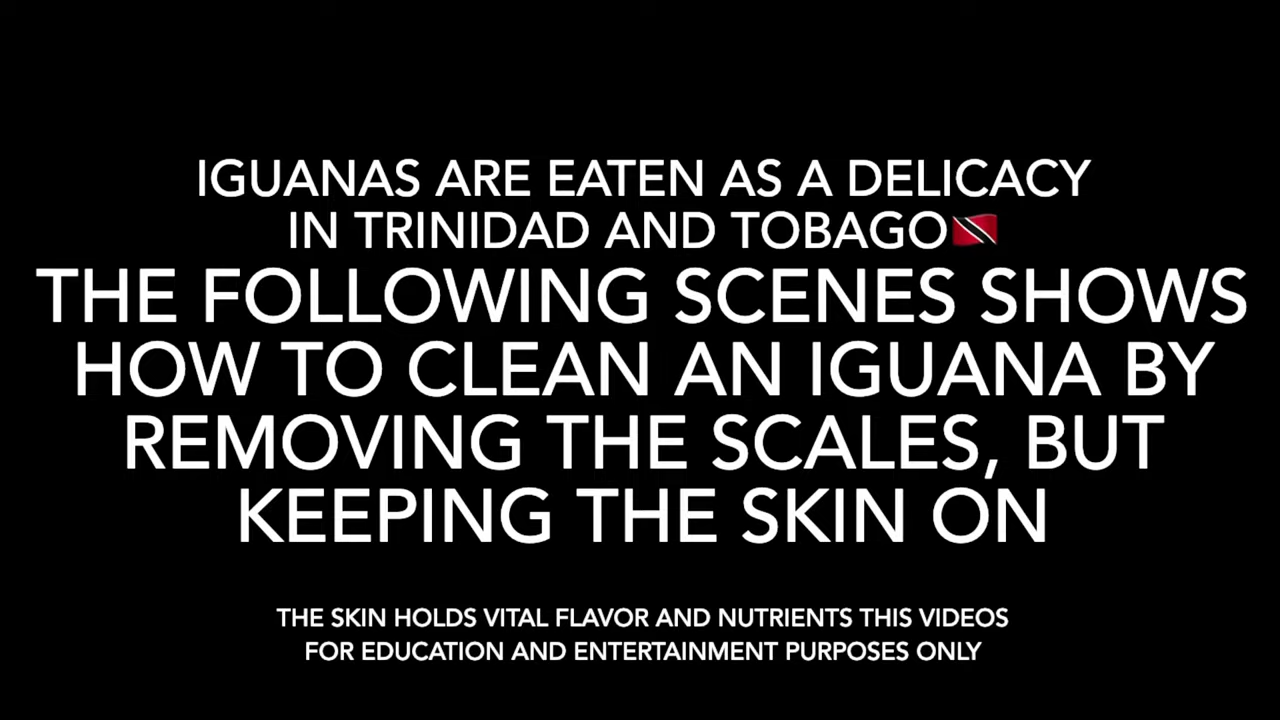 IGUANAS ARE EATEN AS A DELICACY
IN TRINIDAD AND TOBAGO🇹🇹
THE FOLLOWING SCENES SHOWS
HOW TO CLEAN AN IGUANA BY
REMOVING THE SCALES, BUT
KEEPING THE SKIN ON
THE SKIN HOLDS VITAL FLAVOR AND NUTRIENTS THIS VIDEOS
FOR EDUCATION AND ENTERTAINMENT PURPOSES ONLY